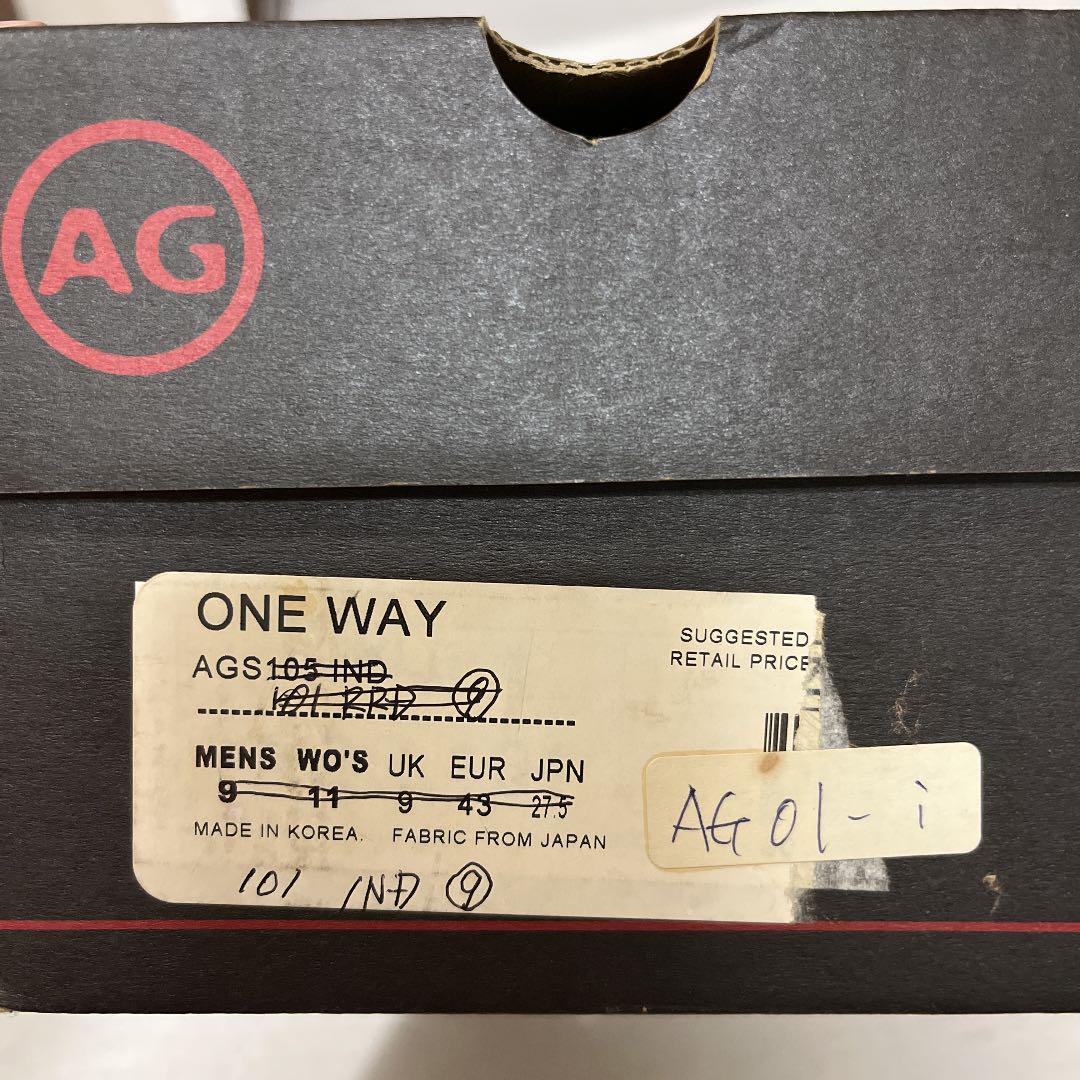 AG
ONE WAY
AGS105 IND
101 RRD 9
SUGGESTED
RETAIL PRICE
MENS WO'S UK EUR JPN
9 11 9 43 27.5
MADE IN KOREA. FABRIC FROM JAPAN
101 IND 9
AG01-i